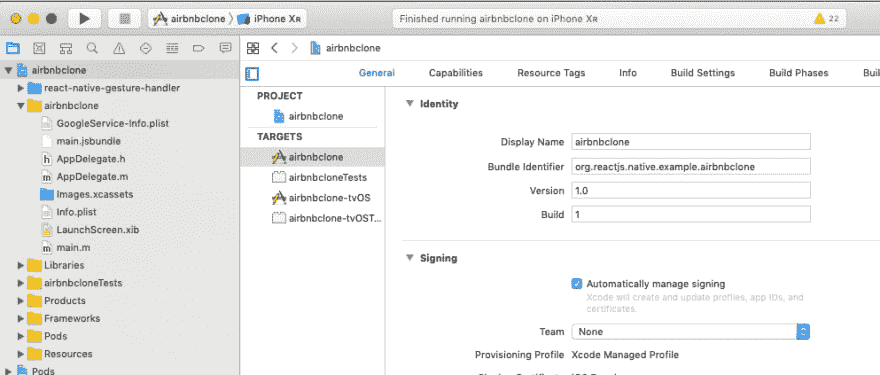 airbnbclone 〉 iPhone Xʀ
Finished running airbnbclone on iPhone Xʀ
22
airbnbclone
General Capabilities Resource Tags Info Build Settings Build Phases Bui
airbnbclone
react-native-gesture-handler
airbnbclone
GoogleService-Info.plist
main.jsbundle
AppDelegate.h
AppDelegate.m
Images.xcassets
Info.plist
LaunchScreen.xib
main.m
Libraries
airbnbcloneTests
Products
Frameworks
Pods
Resources
Pods
PROJECT
airbnbclone
TARGETS
airbnbclone
airbnbcloneTests
airbnbclone-tvOS
airbnbclone-tvOST...
Identity
Display Name airbnbclone
Bundle Identifier org.reactjs.native.example.airbnbclone
Version 1.0
Build 1
Signing
Automatically manage signing
Xcode will create and update profiles, app IDs, and
certificates.
Team None
Provisioning Profile Xcode Managed Profile